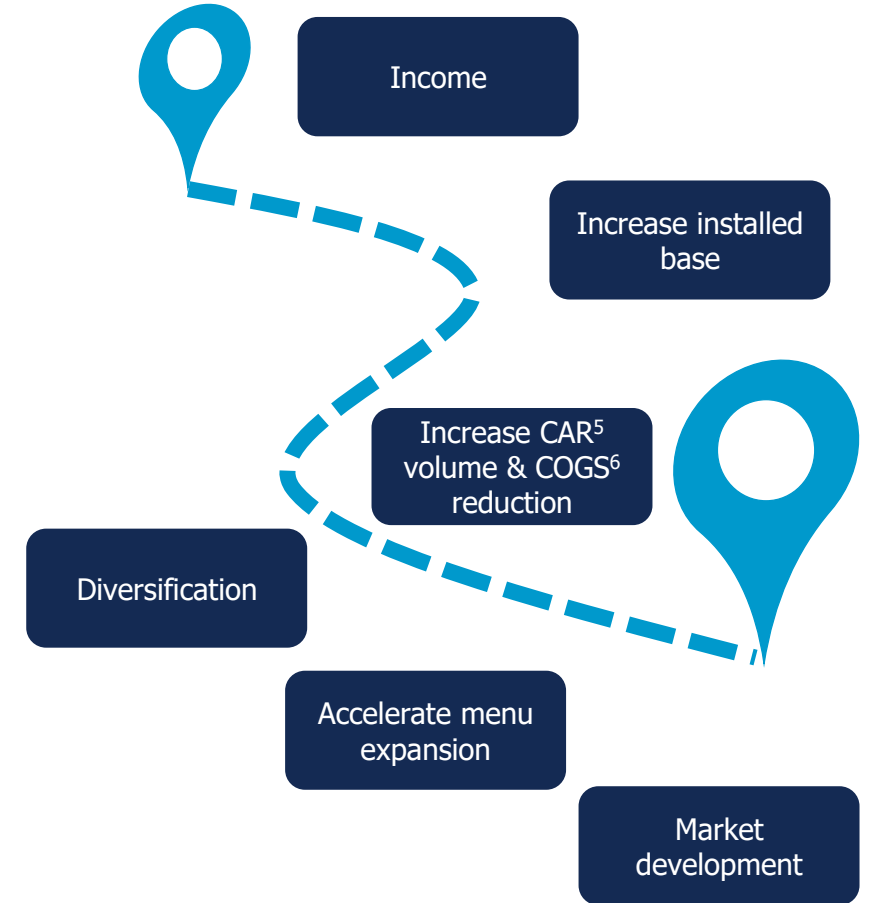 Income
Increase installed
base
Increase CAR⁵
volume & COGS⁶
reduction
Diversification
Accelerate menu
expansion
Market
development